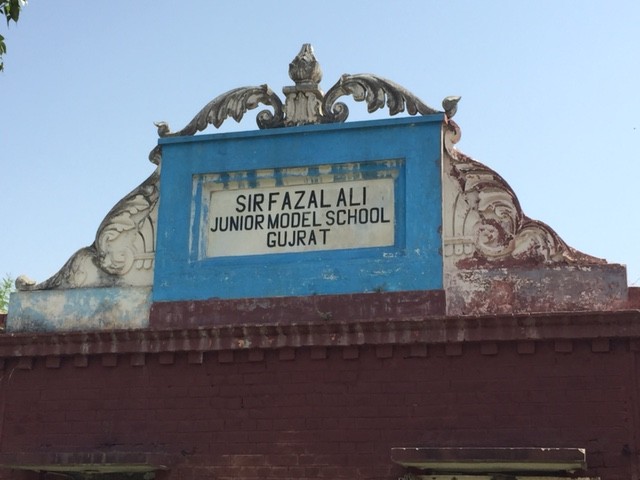 SIR FAZAL ALI
JUNIOR MODEL SCHOOL
GUJRAT